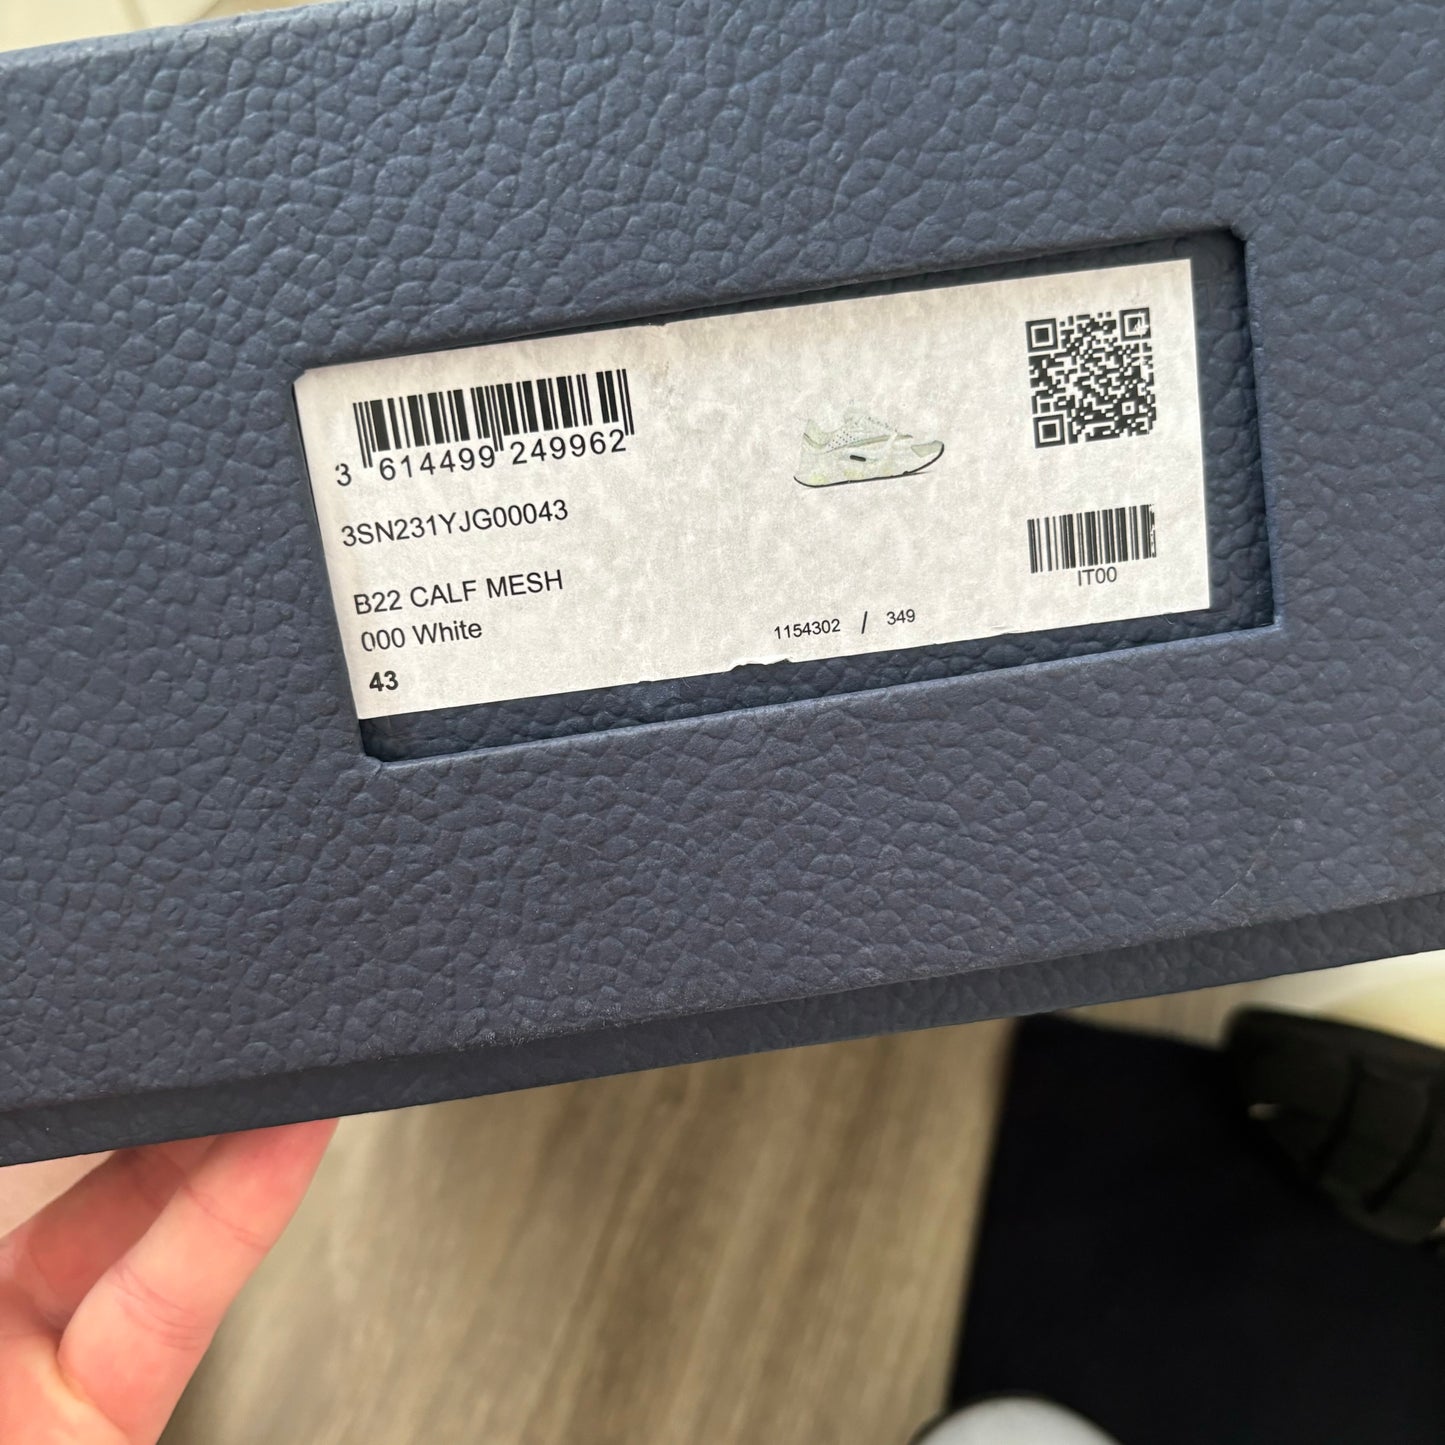 3 614499 249962
3SN231YJG00043
B22 CALF MESH
000 White
43
1154302 / 349
IT00